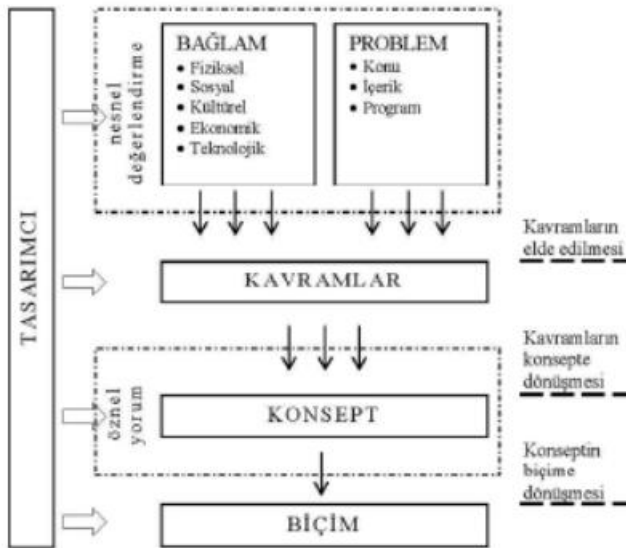 TASARIMCI
nesnel
değerlendirme
BAĞLAM
• Fiziksel
• Sosyal
• Kültürel
• Ekonomik
• Teknolojik
PROBLEM
• Konu
• İçerik
• Program
Kavramların
elde edilmesi
KAVRAMLAR
Kavramların
konsepte
dönüşmesi
öznel
yorum
KONSEPT
Konseptin
biçime
dönüşmesi
BİÇİM